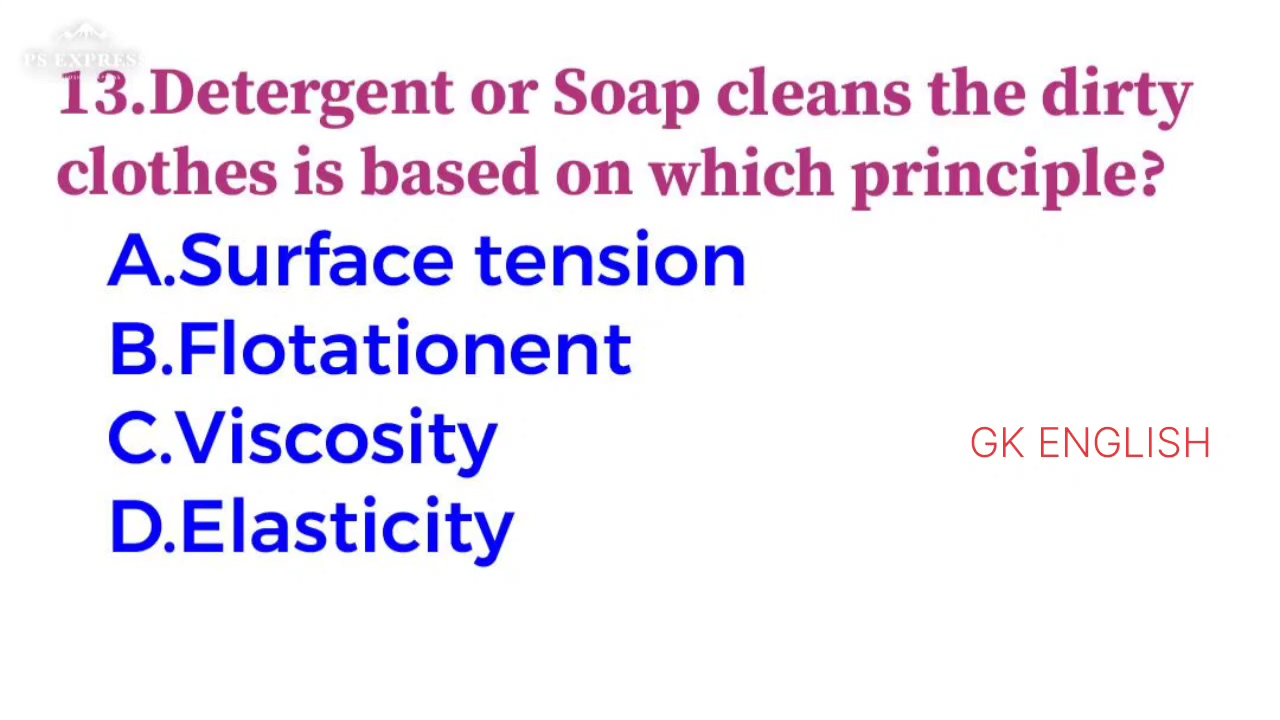 PS EXPRESS
13.Detergent or Soap cleans the dirty
clothes is based on which principle?
A.Surface tension
B.Flotationent
C.Viscosity
GK ENGLISH
D.Elasticity